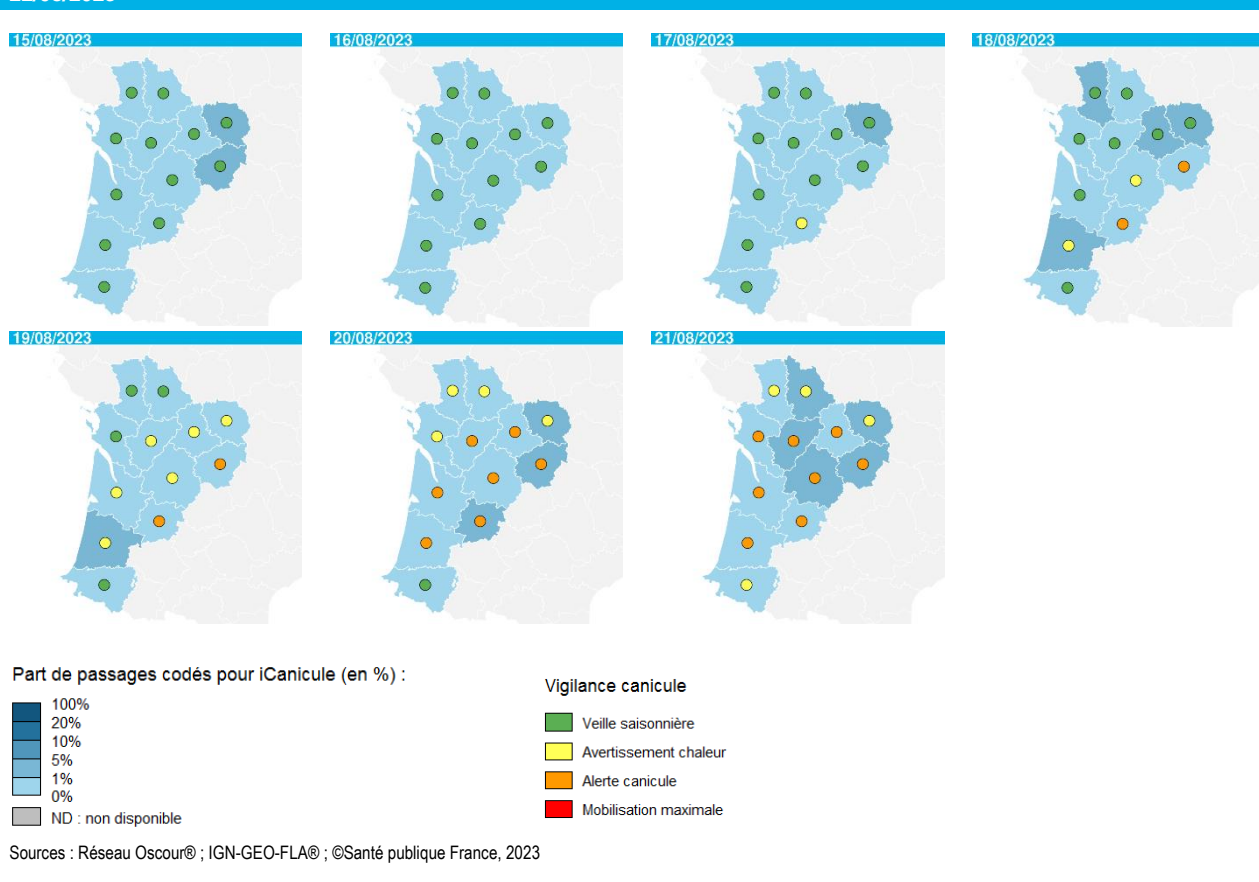 15/08/2023
16/08/2023
17/08/2023
18/08/2023
19/08/2023
20/08/2023
21/08/2023
Part de passages codés pour iCanicule (en %) :
100%
20%
10%
5%
1%
0%
ND : non disponible
Vigilance canicule
Veille saisonnière
Avertissement chaleur
Alerte canicule
Mobilisation maximale
Sources : Réseau Oscour® ; IGN-GEO-FLA® ; ©Santé publique France, 2023